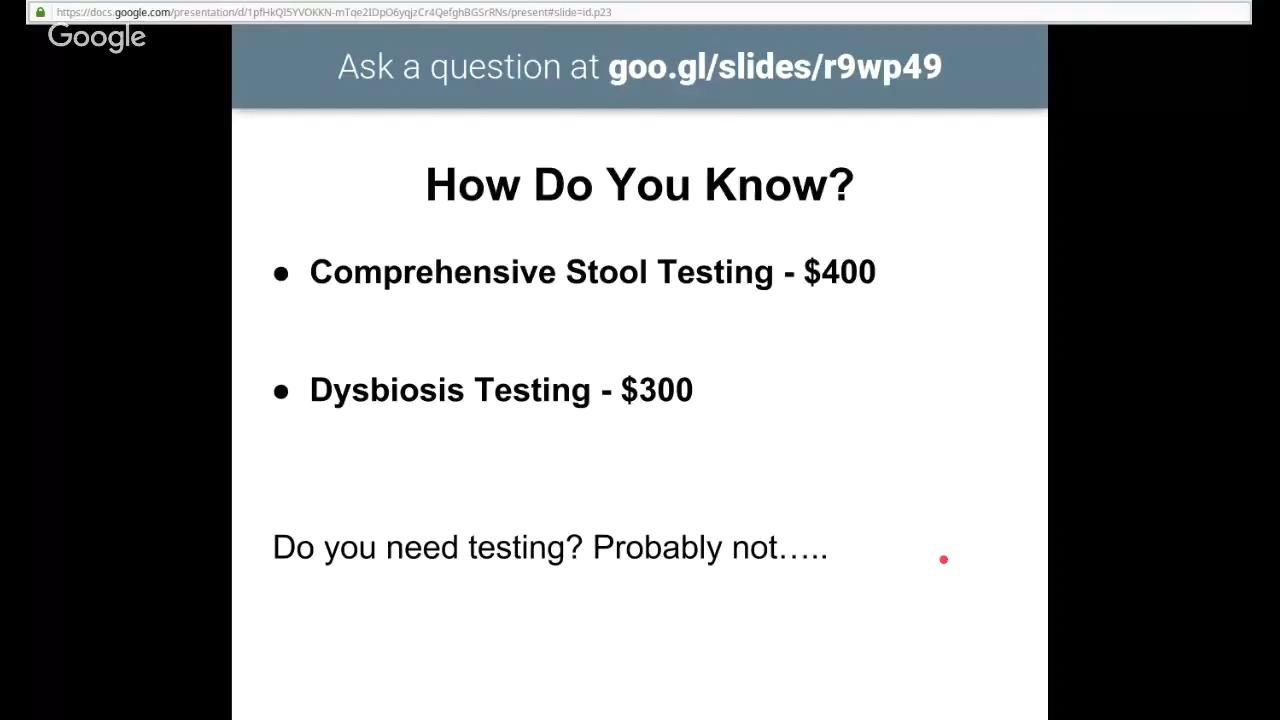 https://docs.google.com/presentation/d/1pfHkQI5YVOKKN-mTqe2IDpO6yqjzCr4QefghBGSrRNs/present#slide=id.p23
Google
Ask a question at goo.gl/slides/r9wp49
How Do You Know?
● Comprehensive Stool Testing - $400
● Dysbiosis Testing - $300
Do you need testing? Probably not…..